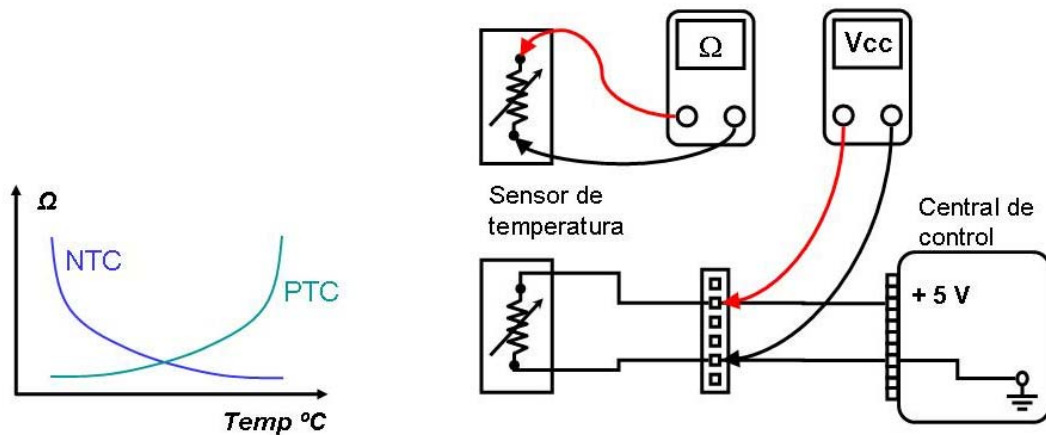 Ω
NTC
PTC
Temp ºC
Ω
Vcc
Sensor de
temperatura
Central de
control
+ 5 V